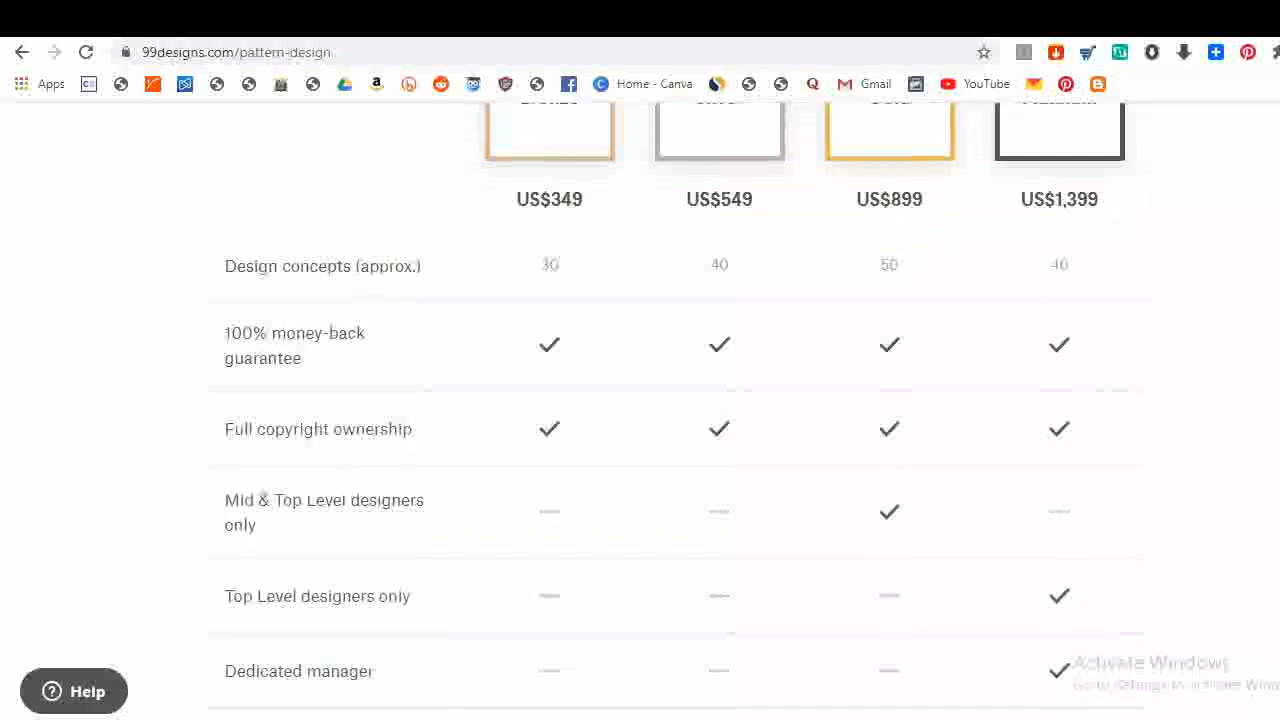 99designs.com/pattern-design
Apps
Home - Canva
Gmail
YouTube
US$349 US$549 US$899 US$1,399
Design concepts (approx.) 30 40 50 40
100% money-back
guarantee
Full copyright ownership
Mid & Top Level designers
only
Top Level designers only
Dedicated manager
Activate Windows
Help